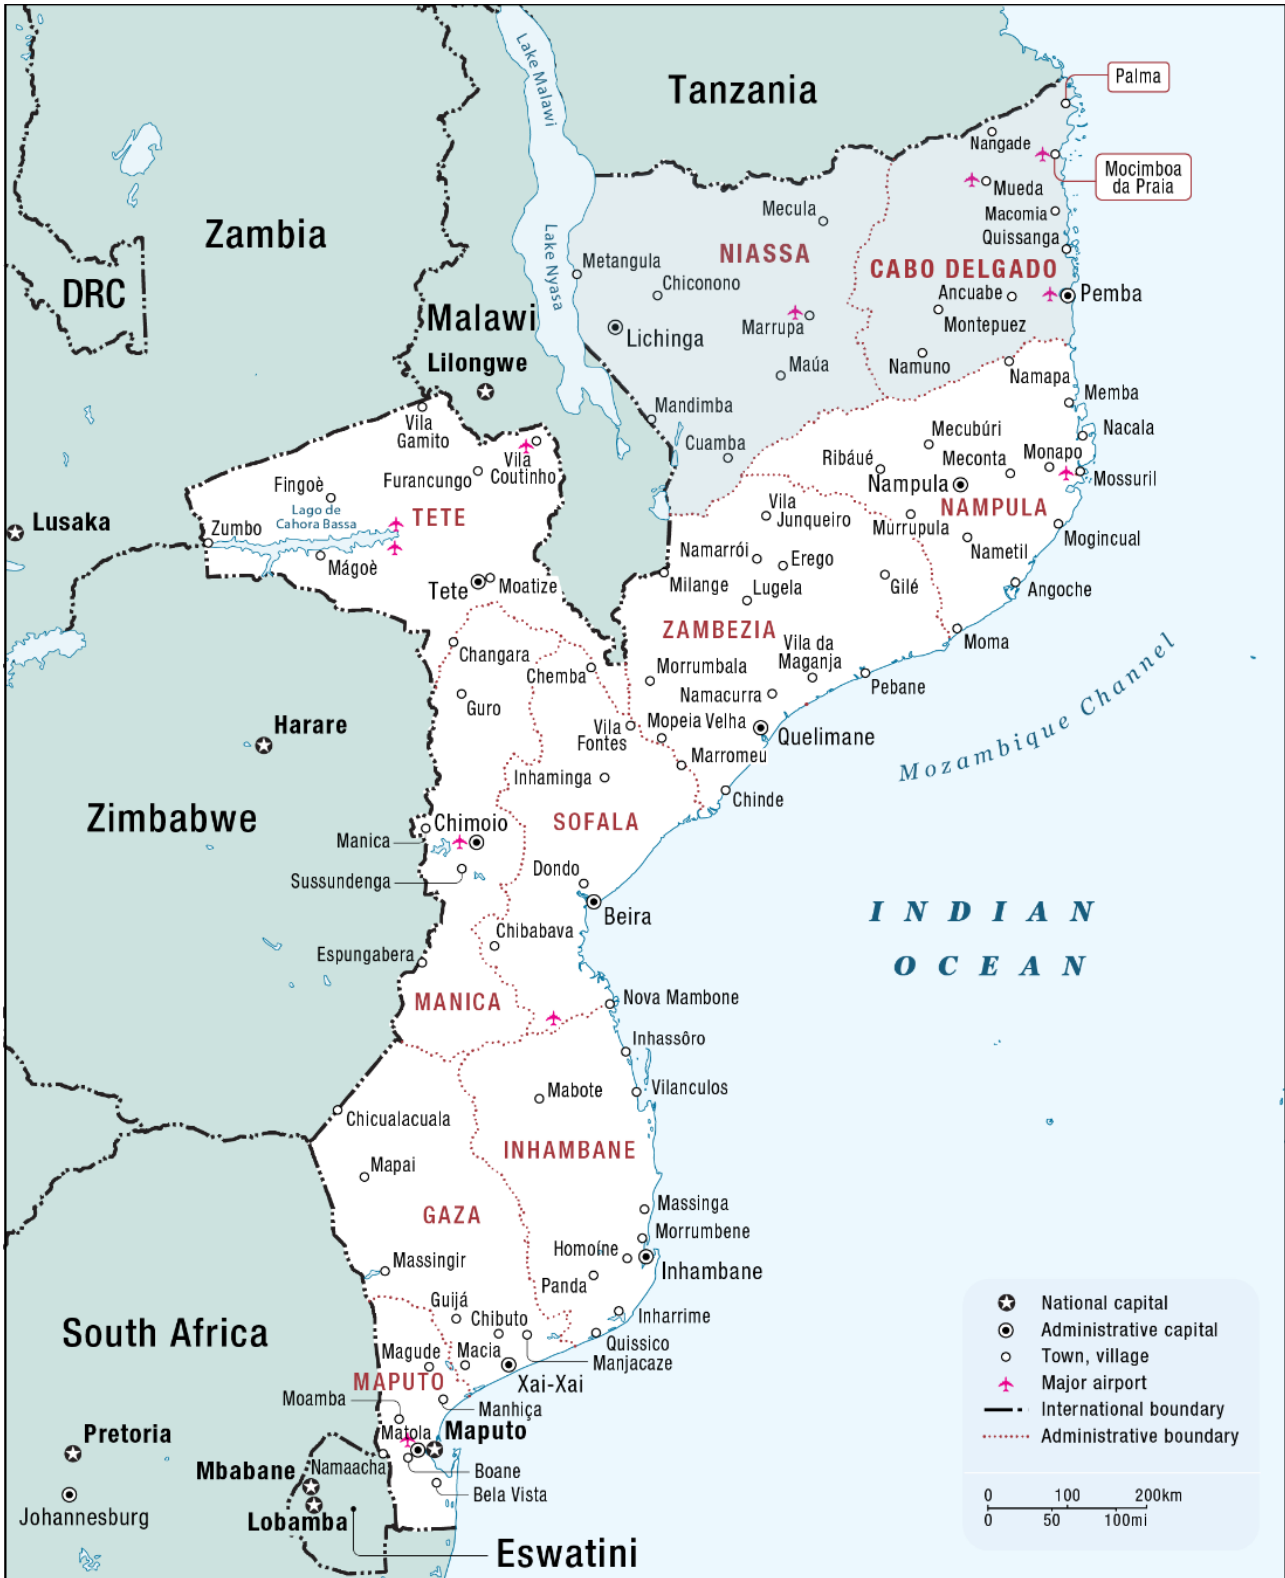 Palma
Tanzania
Lake Malawi
Nangade
Mocimboa
da Praia
Mueda
Mecula
Macomia
Zambia
Quissanga
NIASSA
Lake Nyasa
CABO DELGADO
Metangula
DRC
Chiconono
Ancuabe
Pemba
Malawi
Marrupa
Montepuez
Lichinga
Lilongwe
Maúa
Namuno
Namapa
Memba
Mandimba
Vila
Gamito
Mecubúri
Nacala
Cuamba
Ribáué
Meconta
Monapo
Vila
Coutinho
Furancungo
Mossuril
Fingoè
Nampula
Lago de
Cahora Bassa
TETE
Vila
Junqueiro
NAMPULA
Lusaka
Zumbo
Murrupula
Mogincual
Namarrói
Nametil
Mágoè
Erego
Tete
Moatize
Milange
Lugela
Gilé
Angoche
ZAMBEZIA
Moma
Changara
Vila da
Maganja
Chemba
Morrumbala
Pebane
Namacurra
Mozambique Channel
Guro
Harare
Vila
Fontes
Mopeia Velha
Quelimane
Marromeu
Inhaminga
Chinde
Zimbabwe
Chimoio
SOFALA
Manica
Dondo
Sussundenga
INDIAN
OCEAN
Beira
Chibabava
Espungabera
MANICA
Nova Mambone
Inhassôro
Mabote
Vilanculos
Chicualacuala
INHAMBANE
Mapai
Massinga
GAZA
Morrumbene
Homoíne
Massingir
Panda
Inhambane
Guijá
Chibuto
Inharrime
South Africa
Quissico
Magude
Macia
Manjacaze
MAPUTO
Xai-Xai
Moamba
Manhiça
Matola
Maputo
Pretoria
Namaacha
Mbabane
Boane
Bela Vista
Johannesburg
Lobamba
Eswatini
National capital
Administrative capital
Town, village
Major airport
International boundary
Administrative boundary
0 100 200km
0 50 100mi